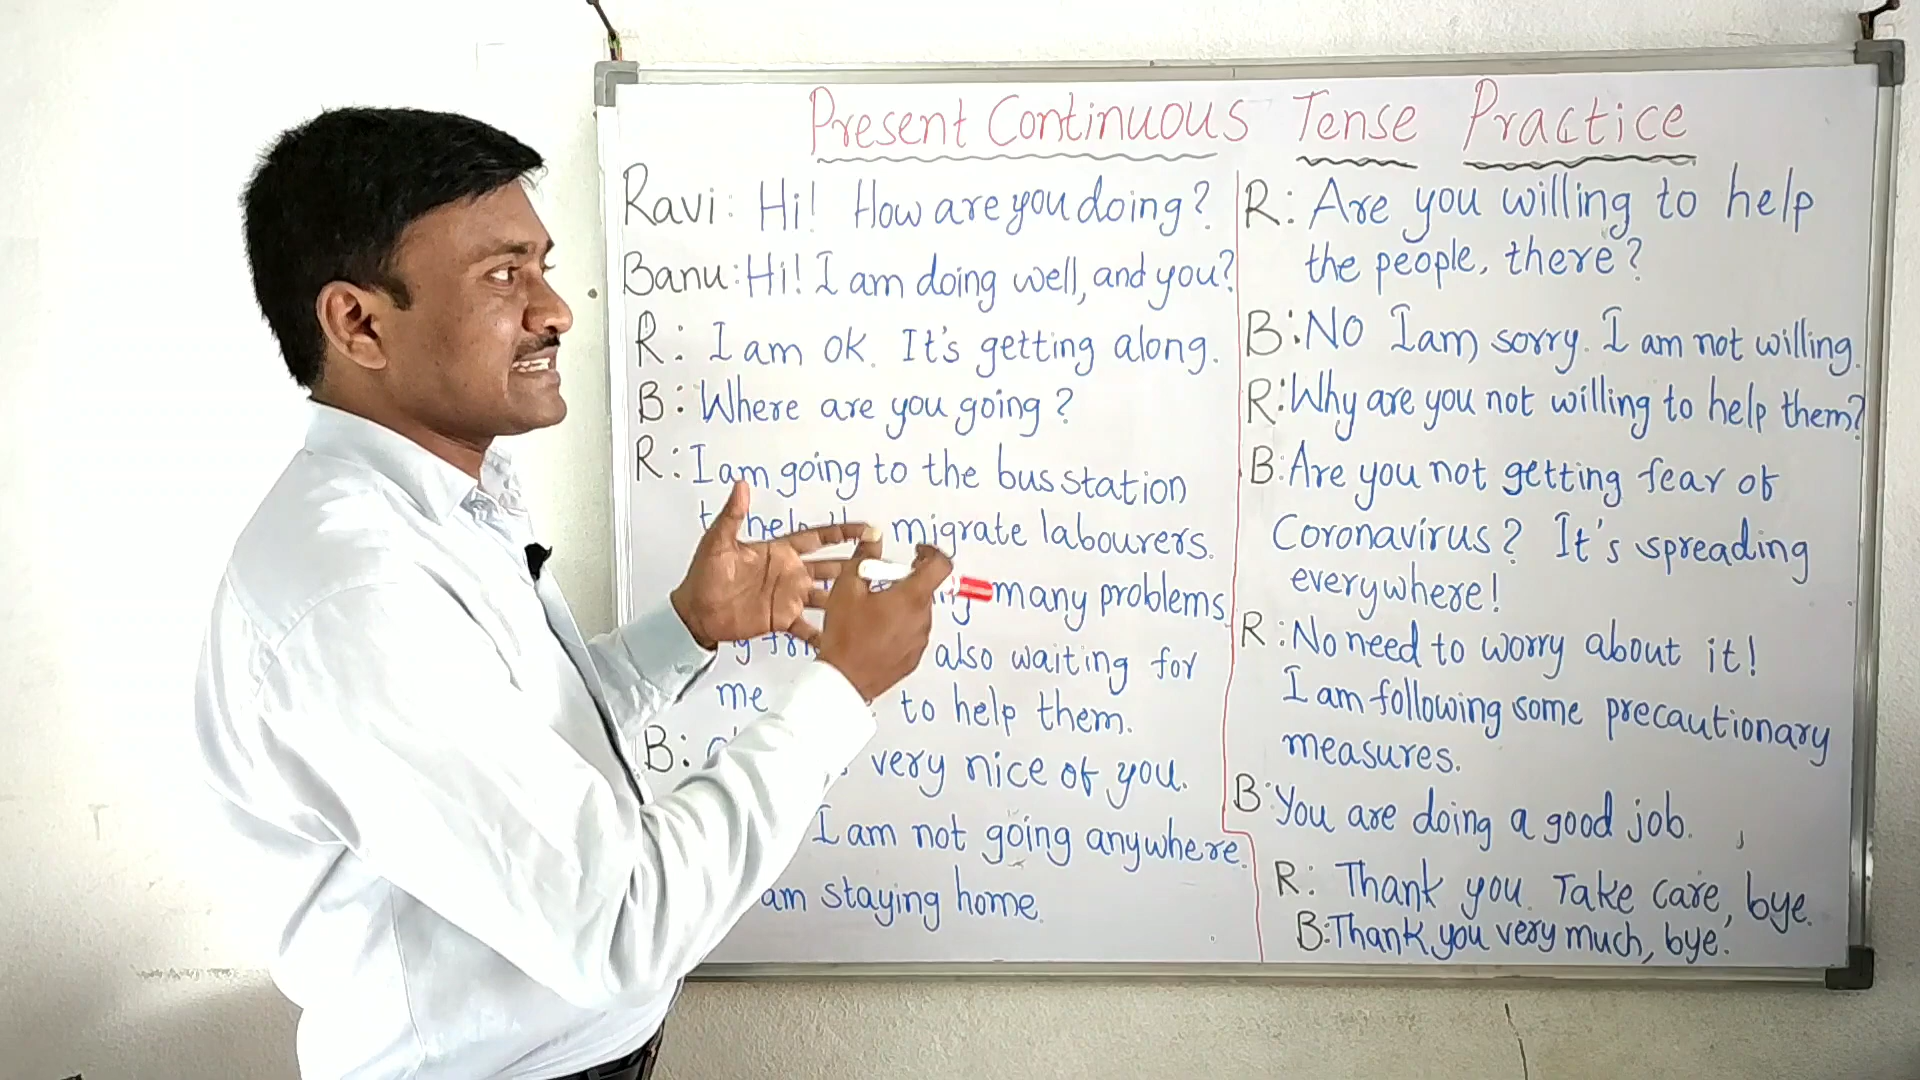 Present Continuous Tense Practice
Ravi: Hi! How are you doing?
Banu: Hi! I am doing well, and you?
R: I am ok. It's getting along.
B: Where are you going?
R: I am going to the bus station
to help the migrate labourers.
many problems.
also waiting for
me to help them.
B: very nice of you.
I am not going anywhere.
am staying home.
R: Are you willing to help
the people, there?
B: No I am sorry. I am not willing.
R: Why are you not willing to help them?
B: Are you not getting fear of
Coronavirus? It's spreading
everywhere!
R: No need to worry about it!
I am following some precautionary
measures.
B: You are doing a good job.
R: Thank you. Take care, bye.
B: Thank you very much, bye.